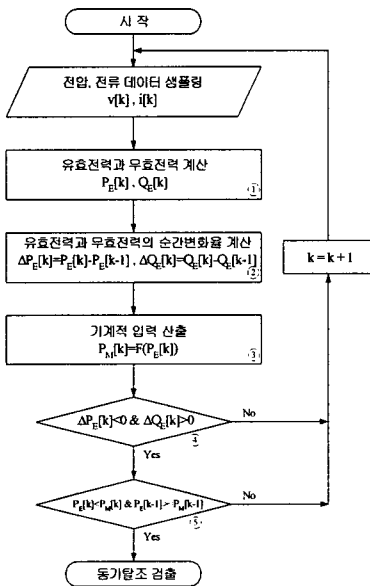 시 작
전압, 전류 데이터 샘플링
v[k] , i[k]
유효전력과 무효전력 계산
P_E[k] , Q_E[k]
①
유효전력과 무효전력의 순간변화율 계산
ΔP_E[k]=P_E[k]-P_E[k-1] , ΔQ_E[k]=Q_E[k]-Q_E[k-1]
②
k = k + 1
기계적 입력 산출
P_M[k]=F(P_E[k])
③
ΔP_E[k]<0 & ΔQ_E[k]>0
No
④
Yes
P_E[k]<P_M[k] & P_E[k-1]>P_M[k-1]
No
⑤
Yes
동기탈조 검출